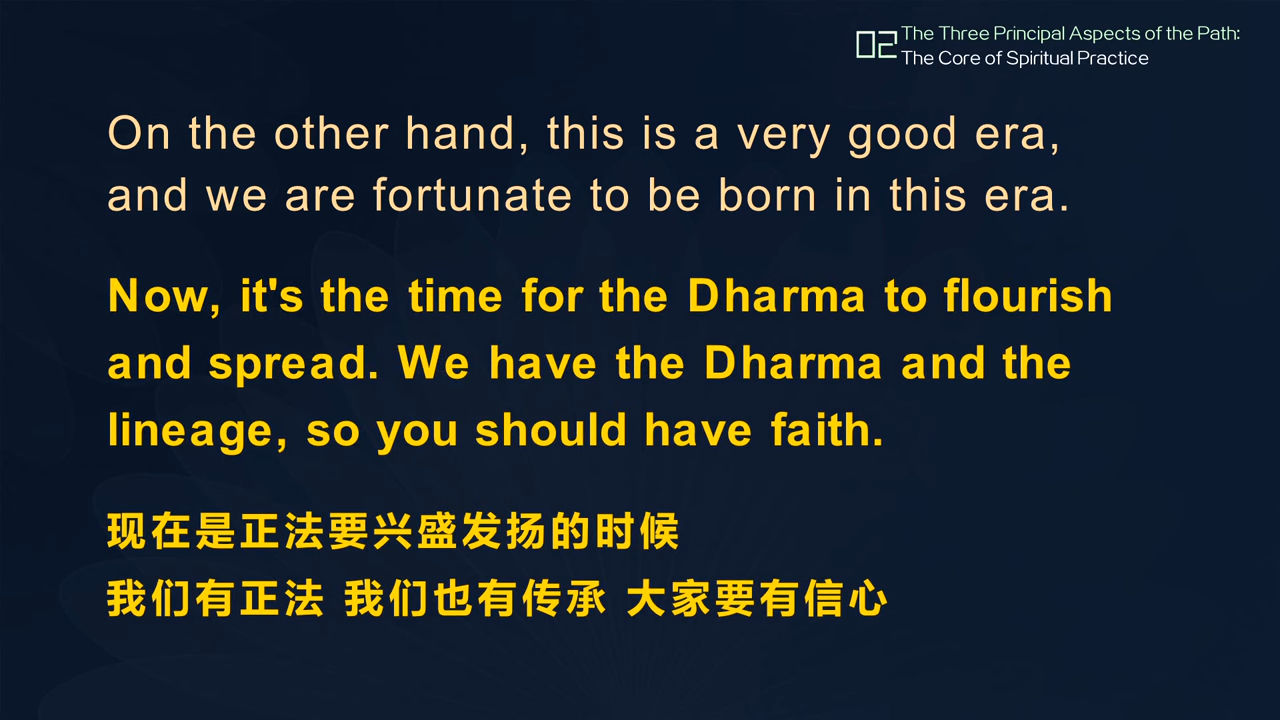 02
The Three Principal Aspects of the Path:
The Core of Spiritual Practice
On the other hand, this is a very good era,
and we are fortunate to be born in this era.
Now, it's the time for the Dharma to flourish
and spread. We have the Dharma and the
lineage, so you should have faith.
现在是正法要兴盛发扬的时候
我们有正法 我们也有传承 大家要有信心